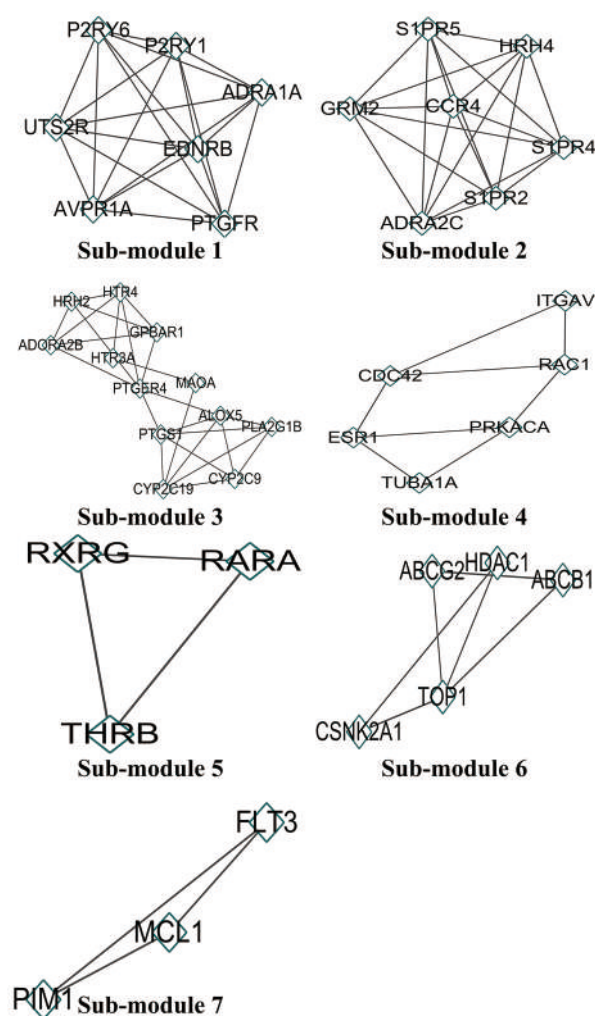 P2RY6
P2RY1
ADRA1A
UTS2R
EDNRB
AVPR1A
PTGFR
Sub-module 1
S1PR5
HRH4
GRM2
CCR4
S1PR4
S1PR2
ADRA2C
Sub-module 2
HTR4
HRH2
GPBAR1
ADORA2B
HTR3A
MAOA
PTGER4
ALOX5
PLA2G1B
PTGS1
CYP2C9
CYP2C19
Sub-module 3
ITGAV
RAC1
CDC42
PRKACA
ESR1
TUBA1A
Sub-module 4
RXRG
RARA
THRB
Sub-module 5
HDAC1
ABCG2
ABCB1
TOP1
CSNK2A1
Sub-module 6
FLT3
MCL1
PIM1
Sub-module 7